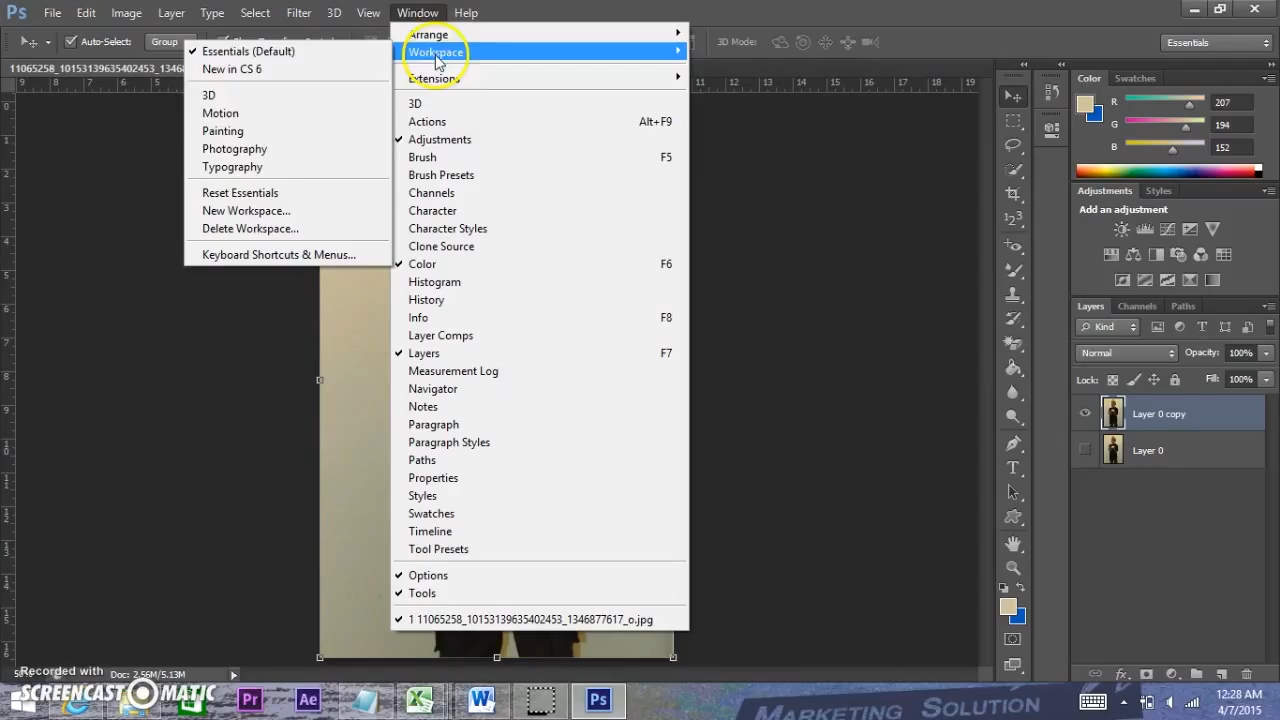 Ps File Edit Image Layer Type Select Filter 3D View Window Help
Auto-Select: Group
3D Mode:
Essentials
11065258_10153139635402453_134
Arrange
Workspace
Extensions
3D
Actions Alt+F9
Adjustments
Brush F5
Brush Presets
Channels
Character
Character Styles
Clone Source
Color F6
Histogram
History
Info F8
Layer Comps
Layers F7
Measurement Log
Navigator
Notes
Paragraph
Paragraph Styles
Paths
Properties
Styles
Swatches
Timeline
Tool Presets
Options
Tools
1 11065258_10153139635402453_1346877617_o.jpg
Essentials (Default)
New in CS 6
3D
Motion
Painting
Photography
Typography
Reset Essentials
New Workspace...
Delete Workspace...
Keyboard Shortcuts & Menus...
Color Swatches
R 207
G 194
B 152
Adjustments Styles
Add an adjustment
Layers Channels Paths
Kind
Normal Opacity: 100%
Lock: Fill: 100%
Layer 0 copy
Layer 0
Doc: 2.56M/5.13M
Recorded with
SCREENCAST MATIC
Pr Ae Ps
MARKETING SOLUTION
12:28 AM
4/7/2015